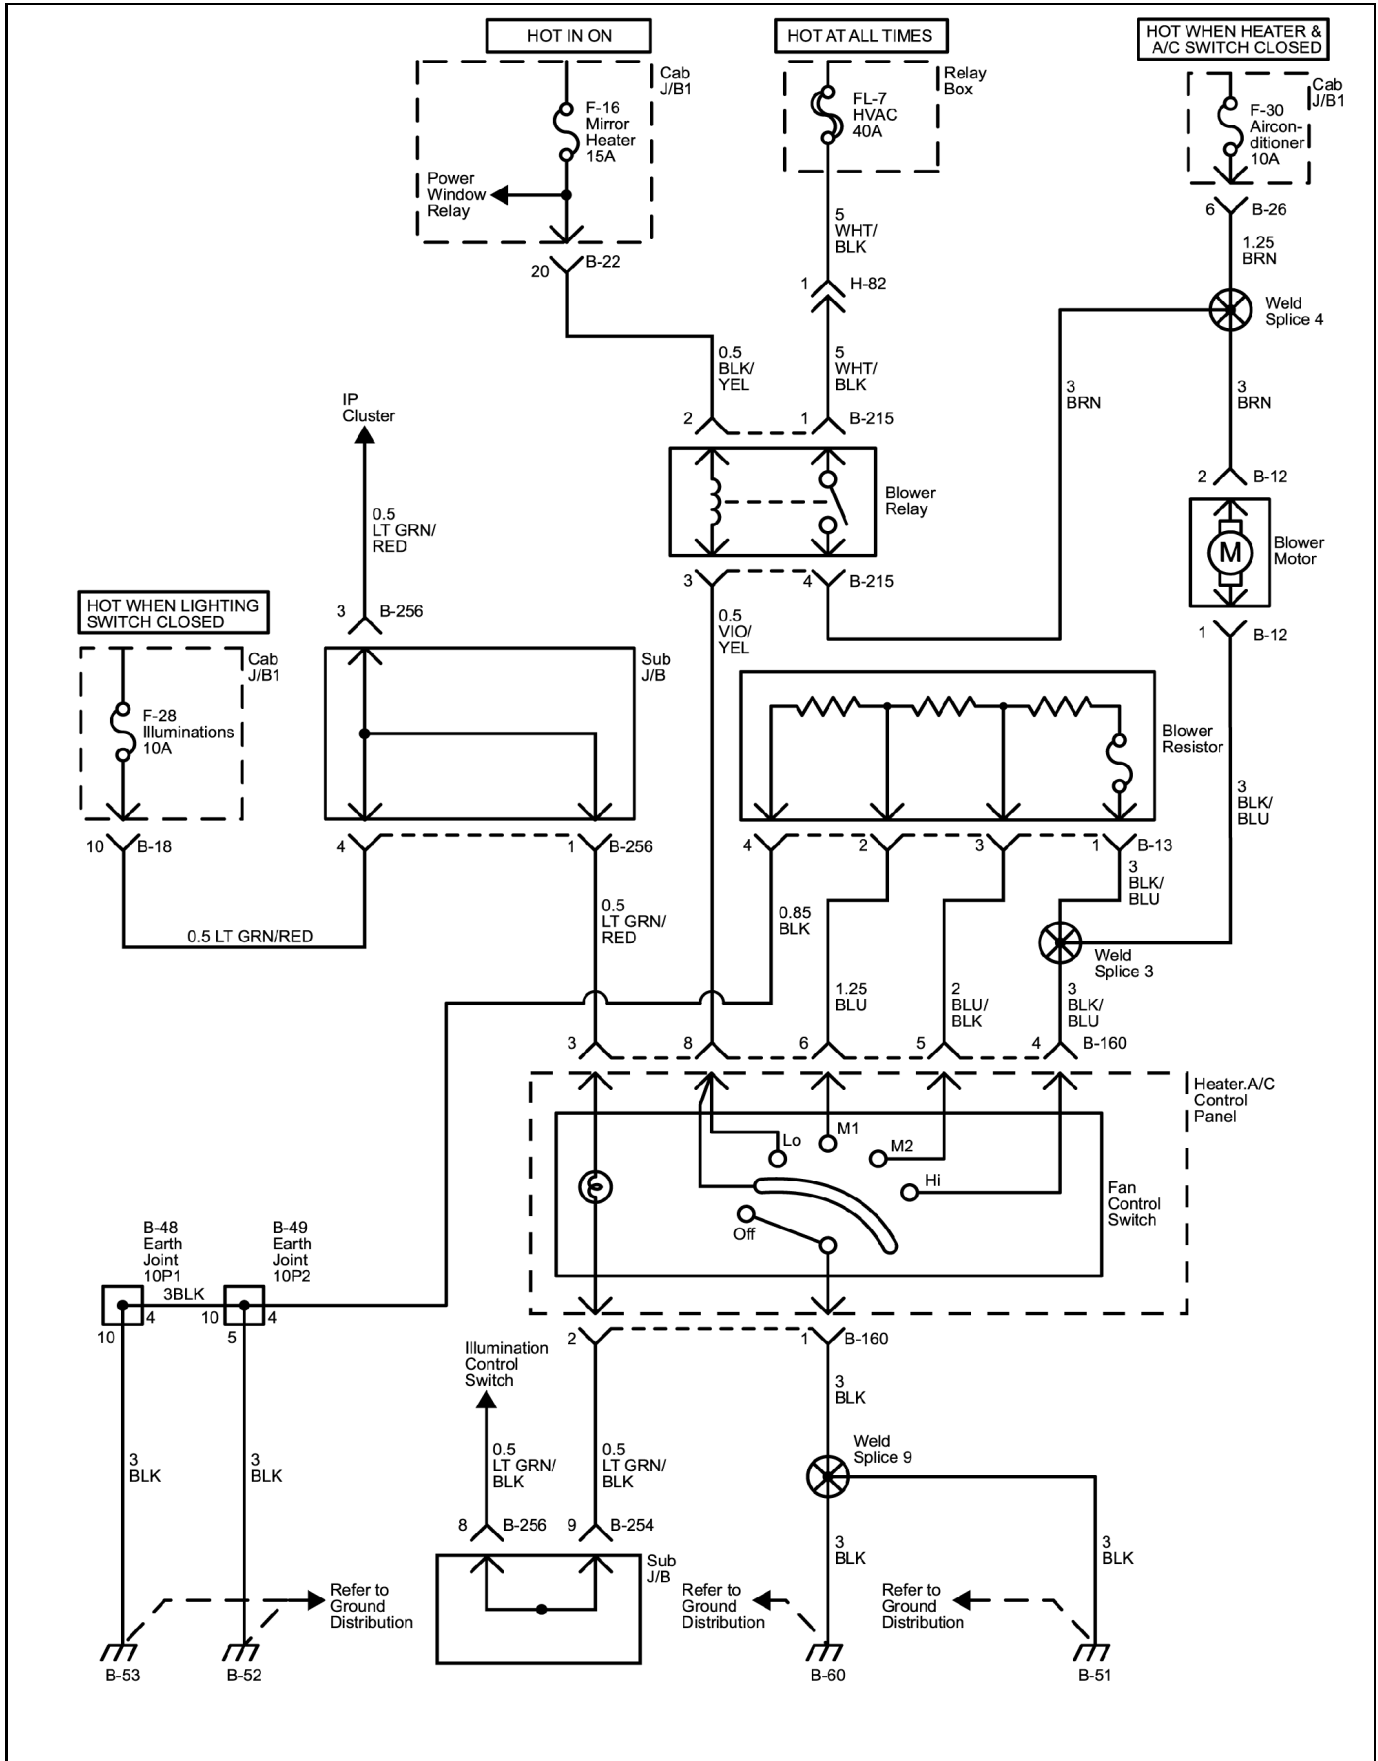 HOT IN ON
HOT AT ALL TIMES
HOT WHEN HEATER &
A/C SWITCH CLOSED
Cab
J/B1
F-16
Mirror
Heater
15A
Power
Window
Relay
20
B-22
Relay
Box
FL-7
HVAC
40A
5
WHT/
BLK
1
H-82
5
WHT/
BLK
Cab
J/B1
F-30
Aircon-
ditioner
10A
6
B-26
1.25
BRN
Weld
Splice 4
0.5
BLK/
YEL
3
BRN
3
BRN
IP
Cluster
2
1
B-215
2
B-12
Blower
Relay
0.5
LT GRN/
RED
M
Blower
Motor
3
4
B-215
HOT WHEN LIGHTING
SWITCH CLOSED
3
B-256
0.5
VIO/
YEL
1
B-12
Cab
J/B1
F-28
Illuminations
10A
Sub
J/B
Blower
Resistor
3
BLK/
BLU
10
B-18
4
1
B-256
4
2
3
1
B-13
3
BLK/
BLU
0.5
LT GRN/
RED
0.85
BLK
0.5 LT GRN/RED
Weld
Splice 3
1.25
BLU
2
BLU/
BLK
3
BLK/
BLU
3
8
6
5
4
B-160
Heater.A/C
Control
Panel
Lo
M1
M2
Hi
Off
Fan
Control
Switch
B-48
Earth
Joint
10P1
B-49
Earth
Joint
10P2
3BLK
4
10
4
10
5
2
1
B-160
Illumination
Control
Switch
3
BLK
3
BLK
3
BLK
0.5
LT GRN/
BLK
0.5
LT GRN/
BLK
Weld
Splice 9
8
B-256
9
B-254
3
BLK
3
BLK
Sub
J/B
Refer to
Ground
Distribution
Refer to
Ground
Distribution
Refer to
Ground
Distribution
B-53
B-52
B-60
B-51